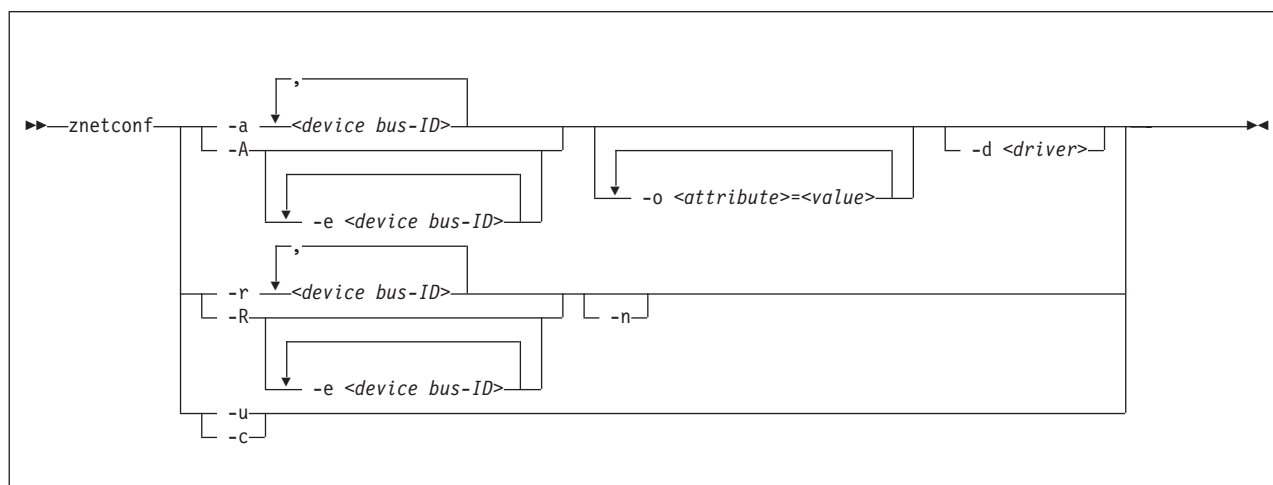 ,
znetconf -a <device bus-ID>
-A -d <driver>
-o <attribute>=<value>
-e <device bus-ID>
,
-r <device bus-ID>
-R -n
-e <device bus-ID>
-u
-c